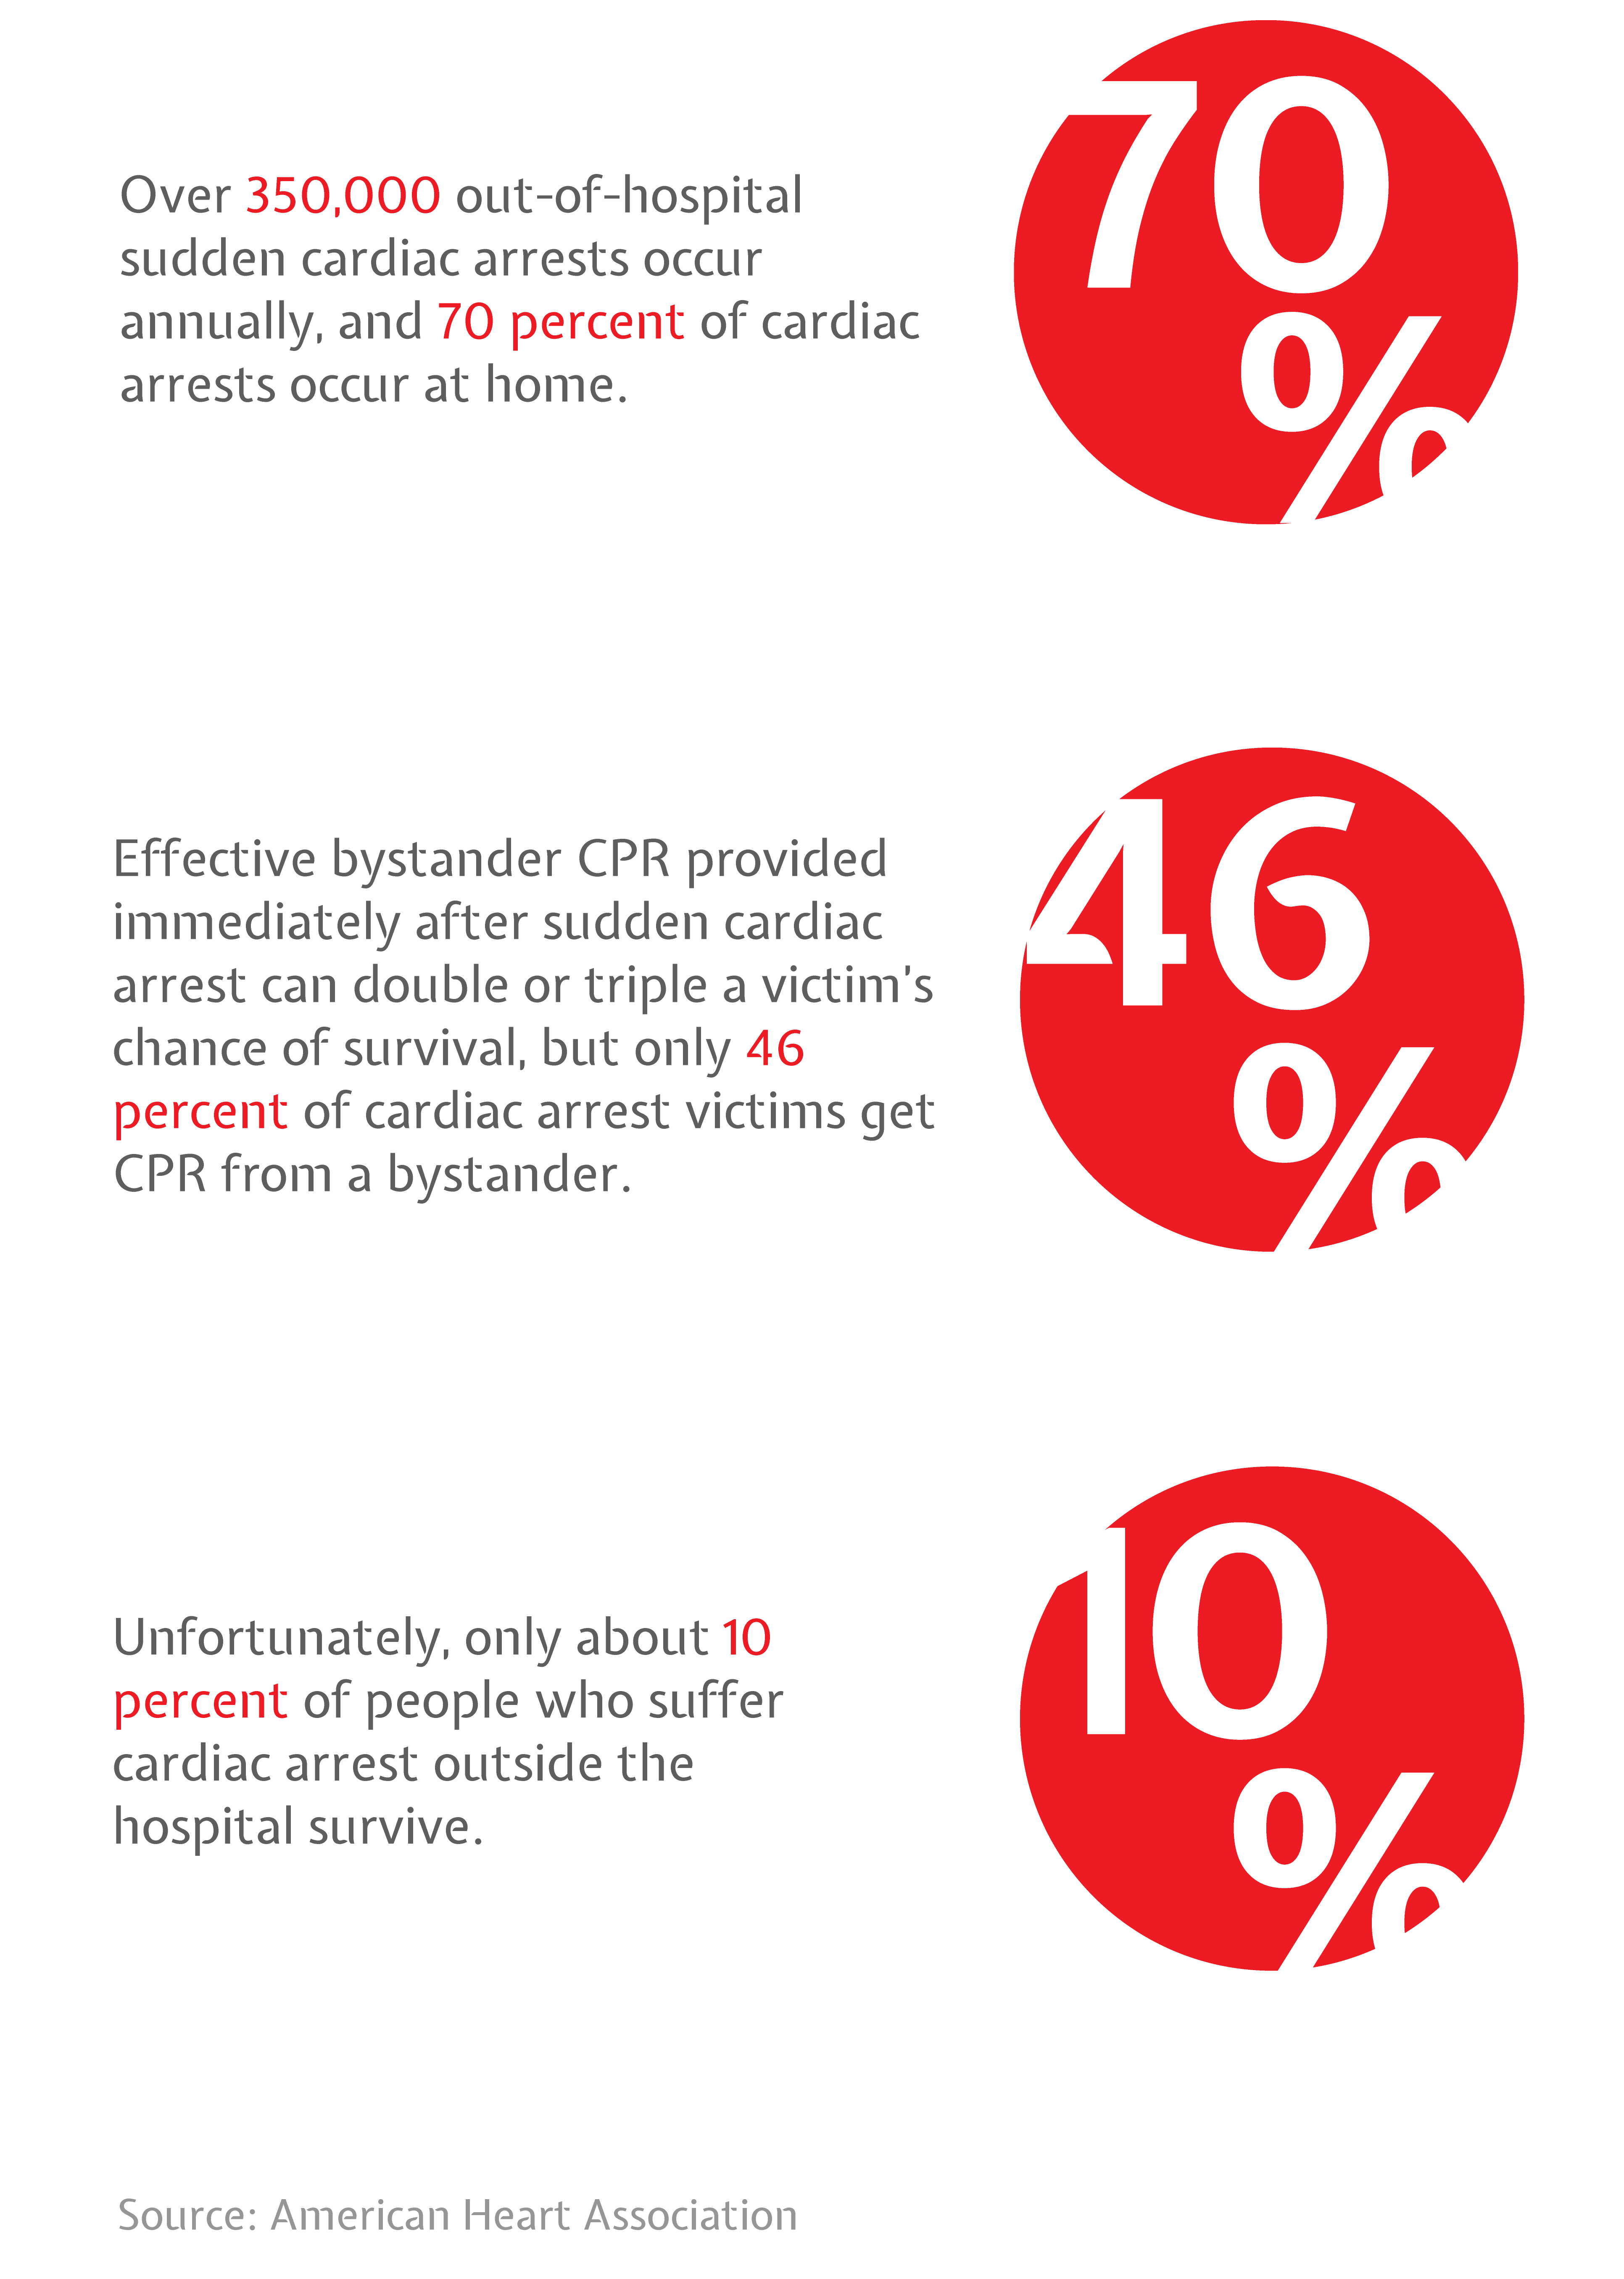 Over 350,000 out-of-hospital
sudden cardiac arrests occur
annually, and 70 percent of cardiac
arrests occur at home.
70
%
Effective bystander CPR provided
immediately after sudden cardiac
arrest can double or triple a victim's
chance of survival, but only 46
percent of cardiac arrest victims get
CPR from a bystander.
46
%
Unfortunately, only about 10
percent of people who suffer
cardiac arrest outside the
hospital survive.
10
%
Source: American Heart Association